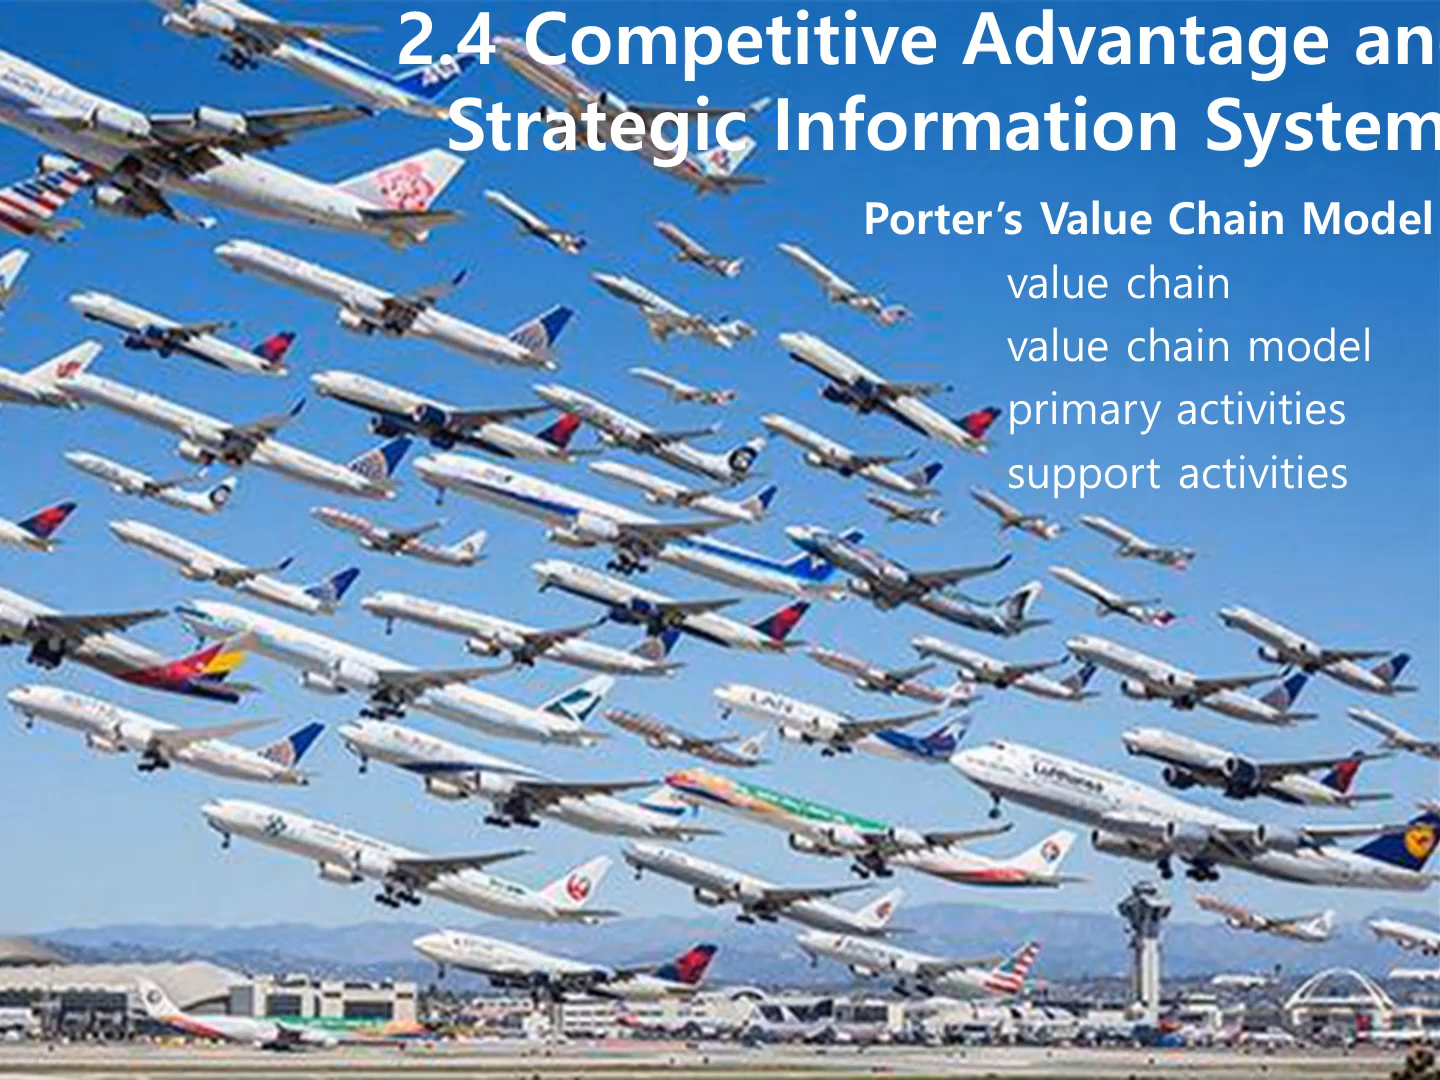 2.4 Competitive Advantage an
Strategic Information System
Porter’s Value Chain Model
value chain
value chain model
primary activities
support activities
Lufthansa